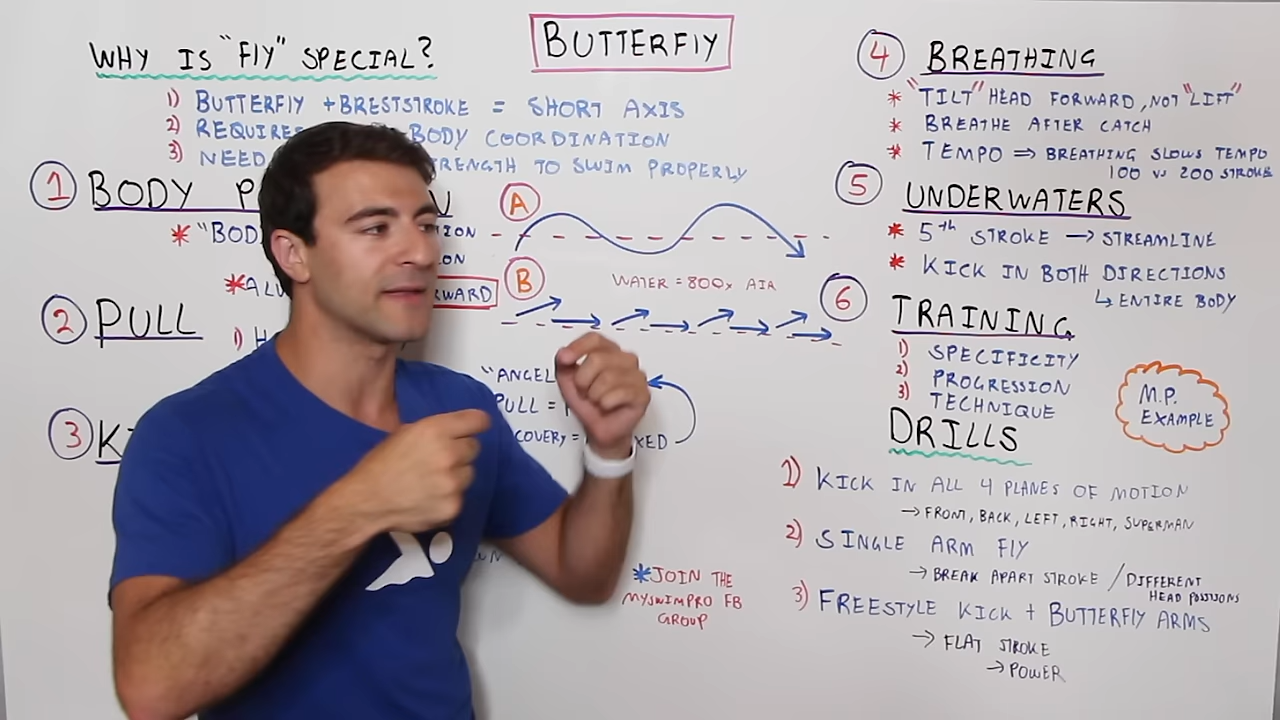 BUTTERFLY
WHY IS "FLY" SPECIAL?
1) BUTTERFLY + BRESTSTROKE = SHORT AXIS
2) REQUIRES BODY COORDINATION
3) NEED TO SWIM PROPERLY
1 BODY
* "BOD
*
2 PULL
1)
3
A
B WATER = 800x AIR
"ANGEL
PULL =
* JOIN THE
MYSWIMPRO FB
GROUP
4 BREATHING
* "TILT" HEAD FORWARD, NOT "LIFT"
* BREATHE AFTER CATCH
* TEMPO ⇒ BREATHING SLOWS TEMPO
100 vs 200 STROKE
5 UNDERWATERS
* 5th STROKE → STREAMLINE
* KICK IN BOTH DIRECTIONS
↳ ENTIRE BODY
6 TRAINING
1) SPECIFICITY
2) PROGRESSION
3) TECHNIQUE
M.P.
EXAMPLE
DRILLS
1) KICK IN ALL 4 PLANES OF MOTION
→ FRONT, BACK, LEFT, RIGHT, SUPERMAN
2) SINGLE ARM FLY
→ BREAK APART STROKE / DIFFERENT
HEAD POSITIONS
3) FREESTYLE KICK + BUTTERFLY ARMS
→ FLAT STROKE
→ POWER